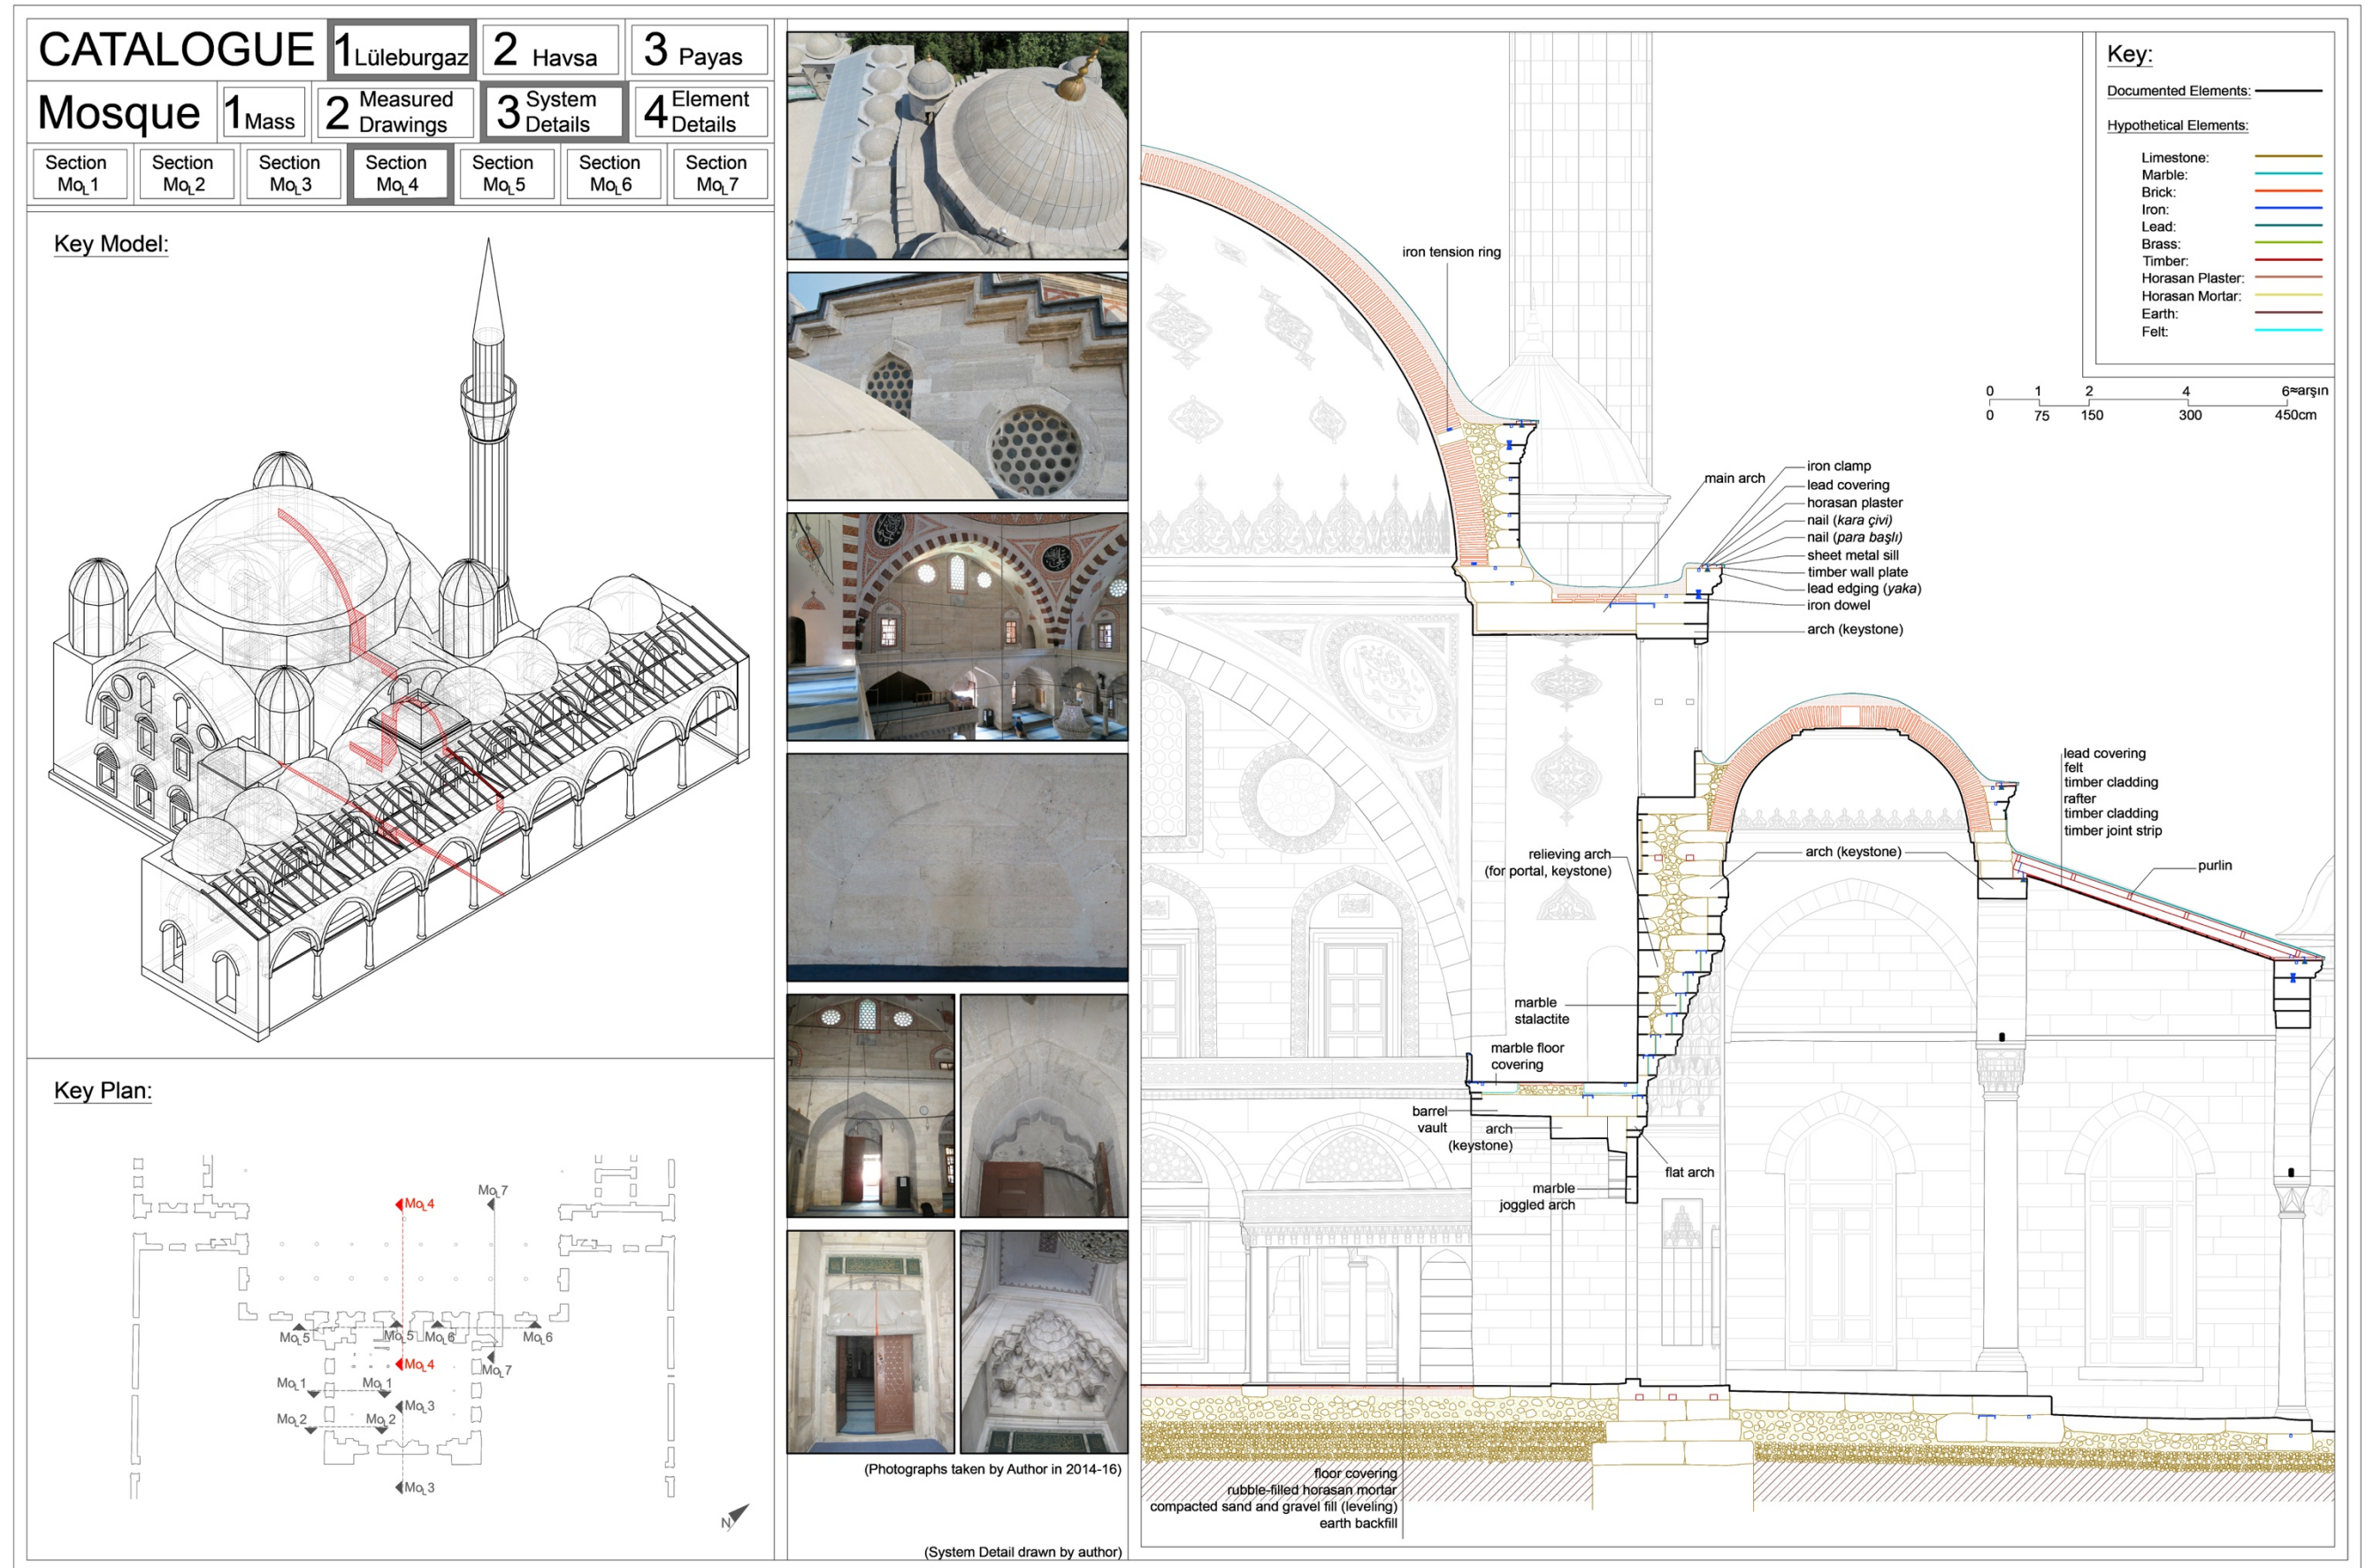 CATALOGUE
1 Lüleburgaz
2 Havsa
3 Payas
Mosque
1 Mass
2 Measured
Drawings
3 System
Details
4 Element
Details
Section
MoL1
Section
MoL2
Section
MoL3
Section
MoL4
Section
MoL5
Section
MoL6
Section
MoL7
Key Model:
Key Plan:
MoL4
MoL7
MoL5
MoL5
MoL6
MoL6
MoL4
MoL7
MoL1
MoL1
MoL3
MoL2
MoL2
MoL3
N
(Photographs taken by Author in 2014-16)
(System Detail drawn by author)
Key:
Documented Elements:
Hypothetical Elements:
Limestone:
Marble:
Brick:
Iron:
Lead:
Brass:
Timber:
Horasan Plaster:
Horasan Mortar:
Earth:
Felt:
0 1 2 4 6≈arşın
0 75 150 300 450cm
iron tension ring
main arch
iron clamp
lead covering
horasan plaster
nail (kara çivi)
nail (para başlı)
sheet metal sill
timber wall plate
lead edging (yaka)
iron dowel
arch (keystone)
lead covering
felt
timber cladding
rafter
timber cladding
timber joint strip
purlin
relieving arch
(for portal, keystone)
arch (keystone)
marble
stalactite
marble floor
covering
barrel
vault
arch
(keystone)
flat arch
marble
joggled arch
floor covering
rubble-filled horasan mortar
compacted sand and gravel fill (leveling)
earth backfill